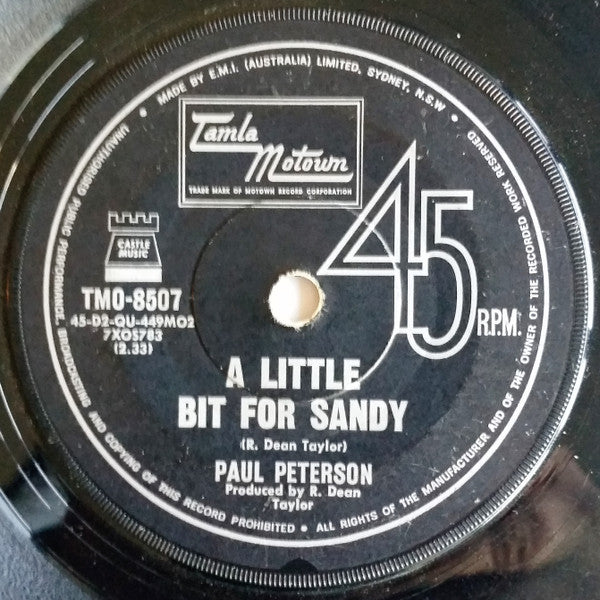 MADE BY E.M.I. (AUSTRALIA) LIMITED, SYDNEY, N.S.W.
UNAUTHORISED PUBLIC PERFORMANCE, BROADCASTING AND COPYING OF THIS RECORD PROHIBITED • ALL RIGHTS OF THE MANUFACTURER AND OF THE OWNER OF THE RECORDED WORK RESERVED
Tamla
Motown
TRADE MARK OF MOTOWN RECORD CORPORATION
45
R.P.M.
CASTLE
MUSIC
TMO-8507
45-D2-QU-449MO2
7XOS783
(2.33)
A LITTLE
BIT FOR SANDY
(R. Dean Taylor)
PAUL PETERSON
Produced by R. Dean
Taylor